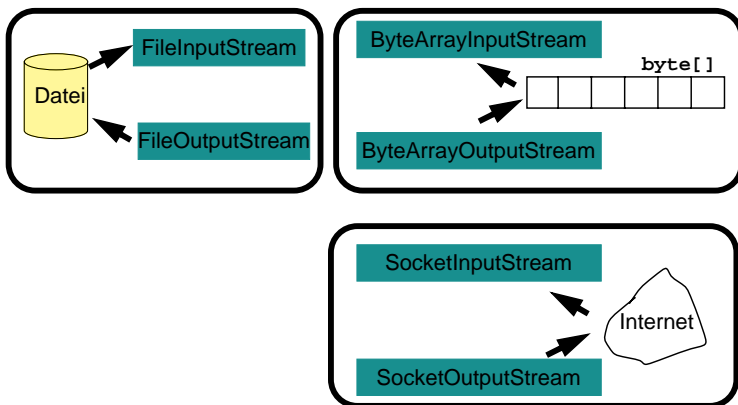 FileInputStream
Datei
FileOutputStream
ByteArrayInputStream
byte[]
ByteArrayOutputStream
SocketInputStream
Internet
SocketOutputStream